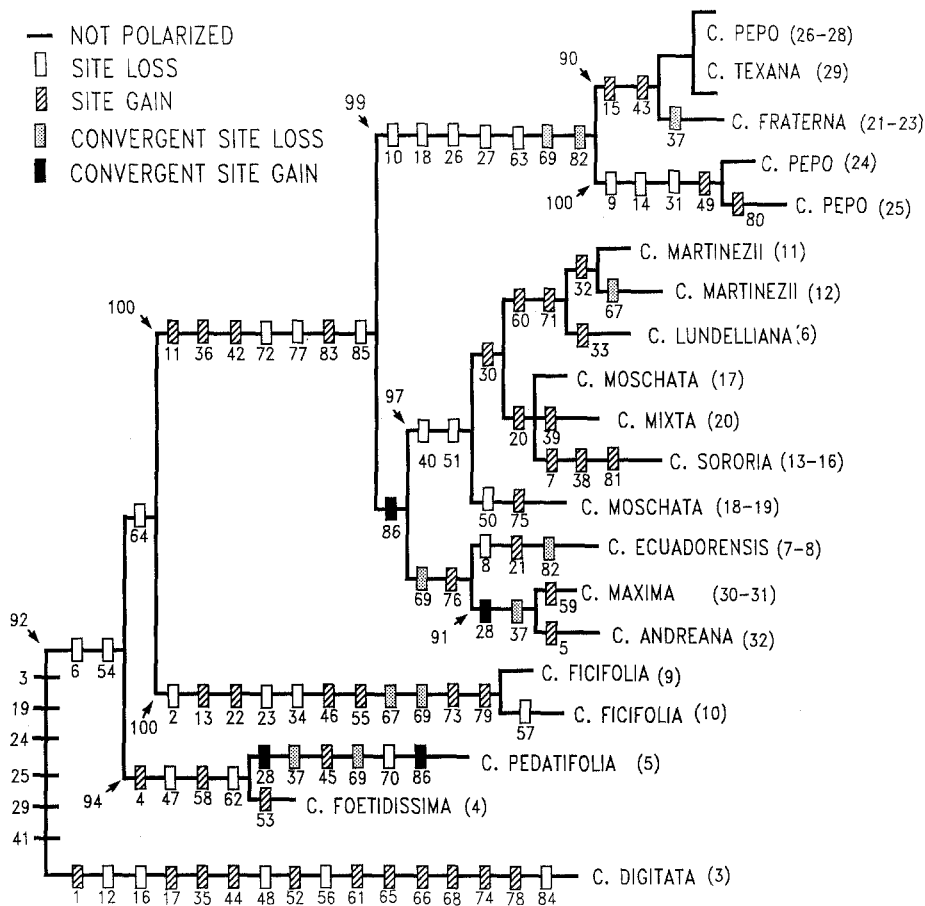 NOT POLARIZED
SITE LOSS
SITE GAIN
CONVERGENT SITE LOSS
CONVERGENT SITE GAIN
90
15 43
C. PEPO (26-28)
C. TEXANA (29)
37
C. FRATERNA (21-23)
99
10 18 26 27 63 69 82
100
9 14 31 49
C. PEPO (24)
80
C. PEPO (25)
C. MARTINEZII (11)
32
67
C. MARTINEZII (12)
60 71
33
C. LUNDELLIANA (6)
100
11 36 42 72 77 83 85
30
C. MOSCHATA (17)
97
20 39
C. MIXTA (20)
40 51
7 38 81
C. SORORIA (13-16)
50 75
C. MOSCHATA (18-19)
86
64
8 21 82
C. ECUADORENSIS (7-8)
69 76
59
C. MAXIMA (30-31)
91
28 37
5
C. ANDREANA (32)
92
6 54
3
19
24
25
29
41
C. FICIFOLIA (9)
100
2 13 22 23 34 46 55 67 69 73 79
57
C. FICIFOLIA (10)
94
4 47 58 62
28 37 45 69 70 86
C. PEDATIFOLIA (5)
53
C. FOETIDISSIMA (4)
1 12 16 17 35 44 48 52 56 61 65 66 68 74 78 84
C. DIGITATA (3)